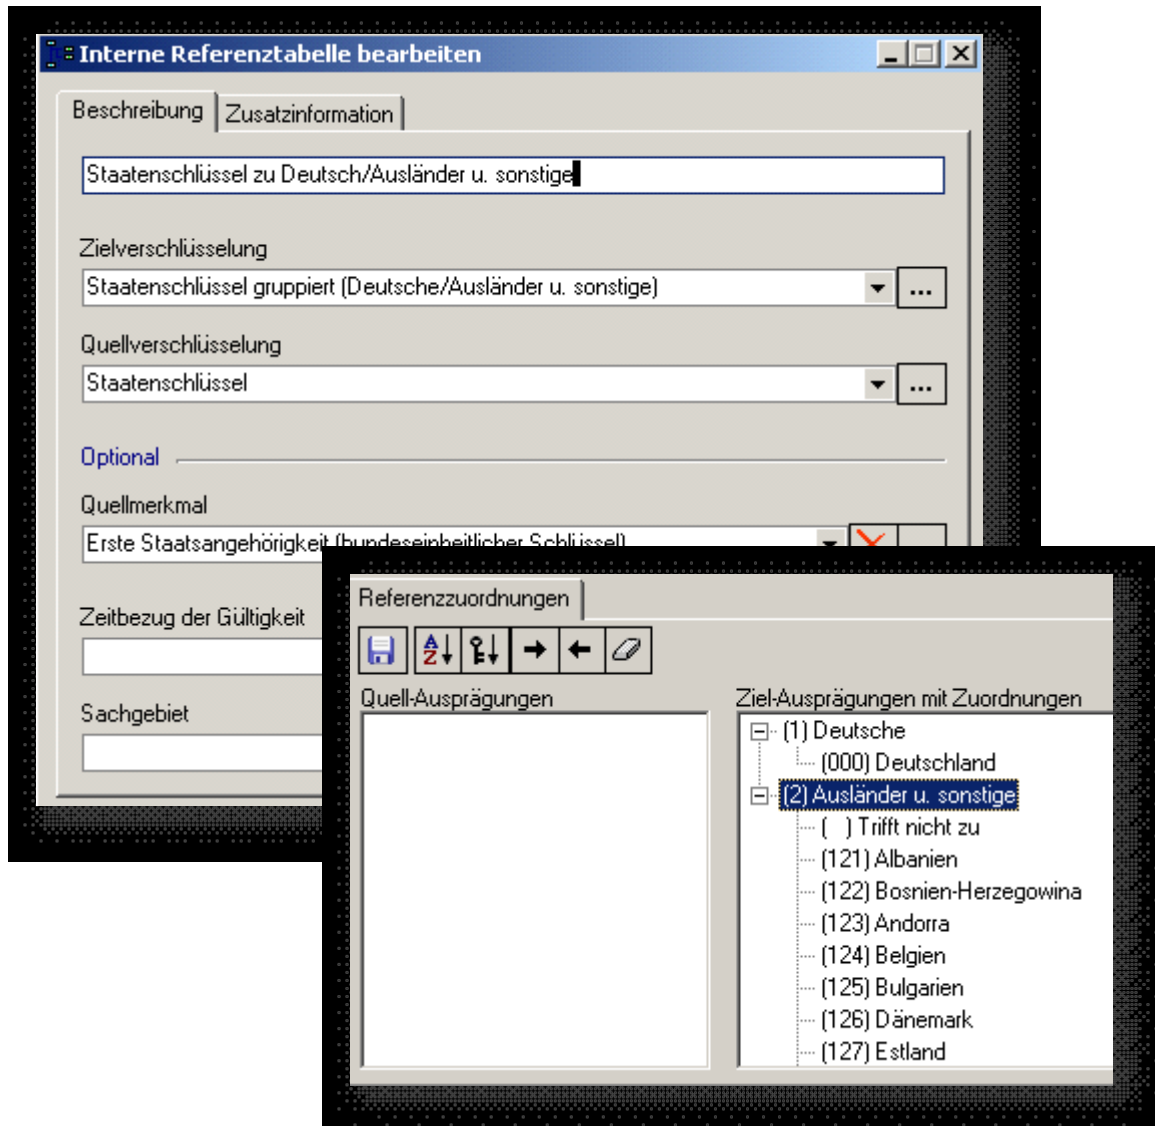 Interne Referenztabelle bearbeiten
Beschreibung Zusatzinformation
Staatenschlüssel zu Deutsch/Ausländer u. sonstige
Zielverschlüsselung
Staatenschlüssel gruppiert (Deutsche/Ausländer u. sonstige) ...
Quellverschlüsselung
Staatenschlüssel ...
Optional
Quellmerkmal
Erste Staatsangehörigkeit (bundeseinheitlicher Schlüssel)
Zeitbezug der Gültigkeit
Sachgebiet
Referenzzuordnungen
A
Z
Quell-Ausprägungen
Ziel-Ausprägungen mit Zuordnungen
(1) Deutsche
(000) Deutschland
(2) Ausländer u. sonstige
( ) Trifft nicht zu
(121) Albanien
(122) Bosnien-Herzegowina
(123) Andorra
(124) Belgien
(125) Bulgarien
(126) Dänemark
(127) Estland